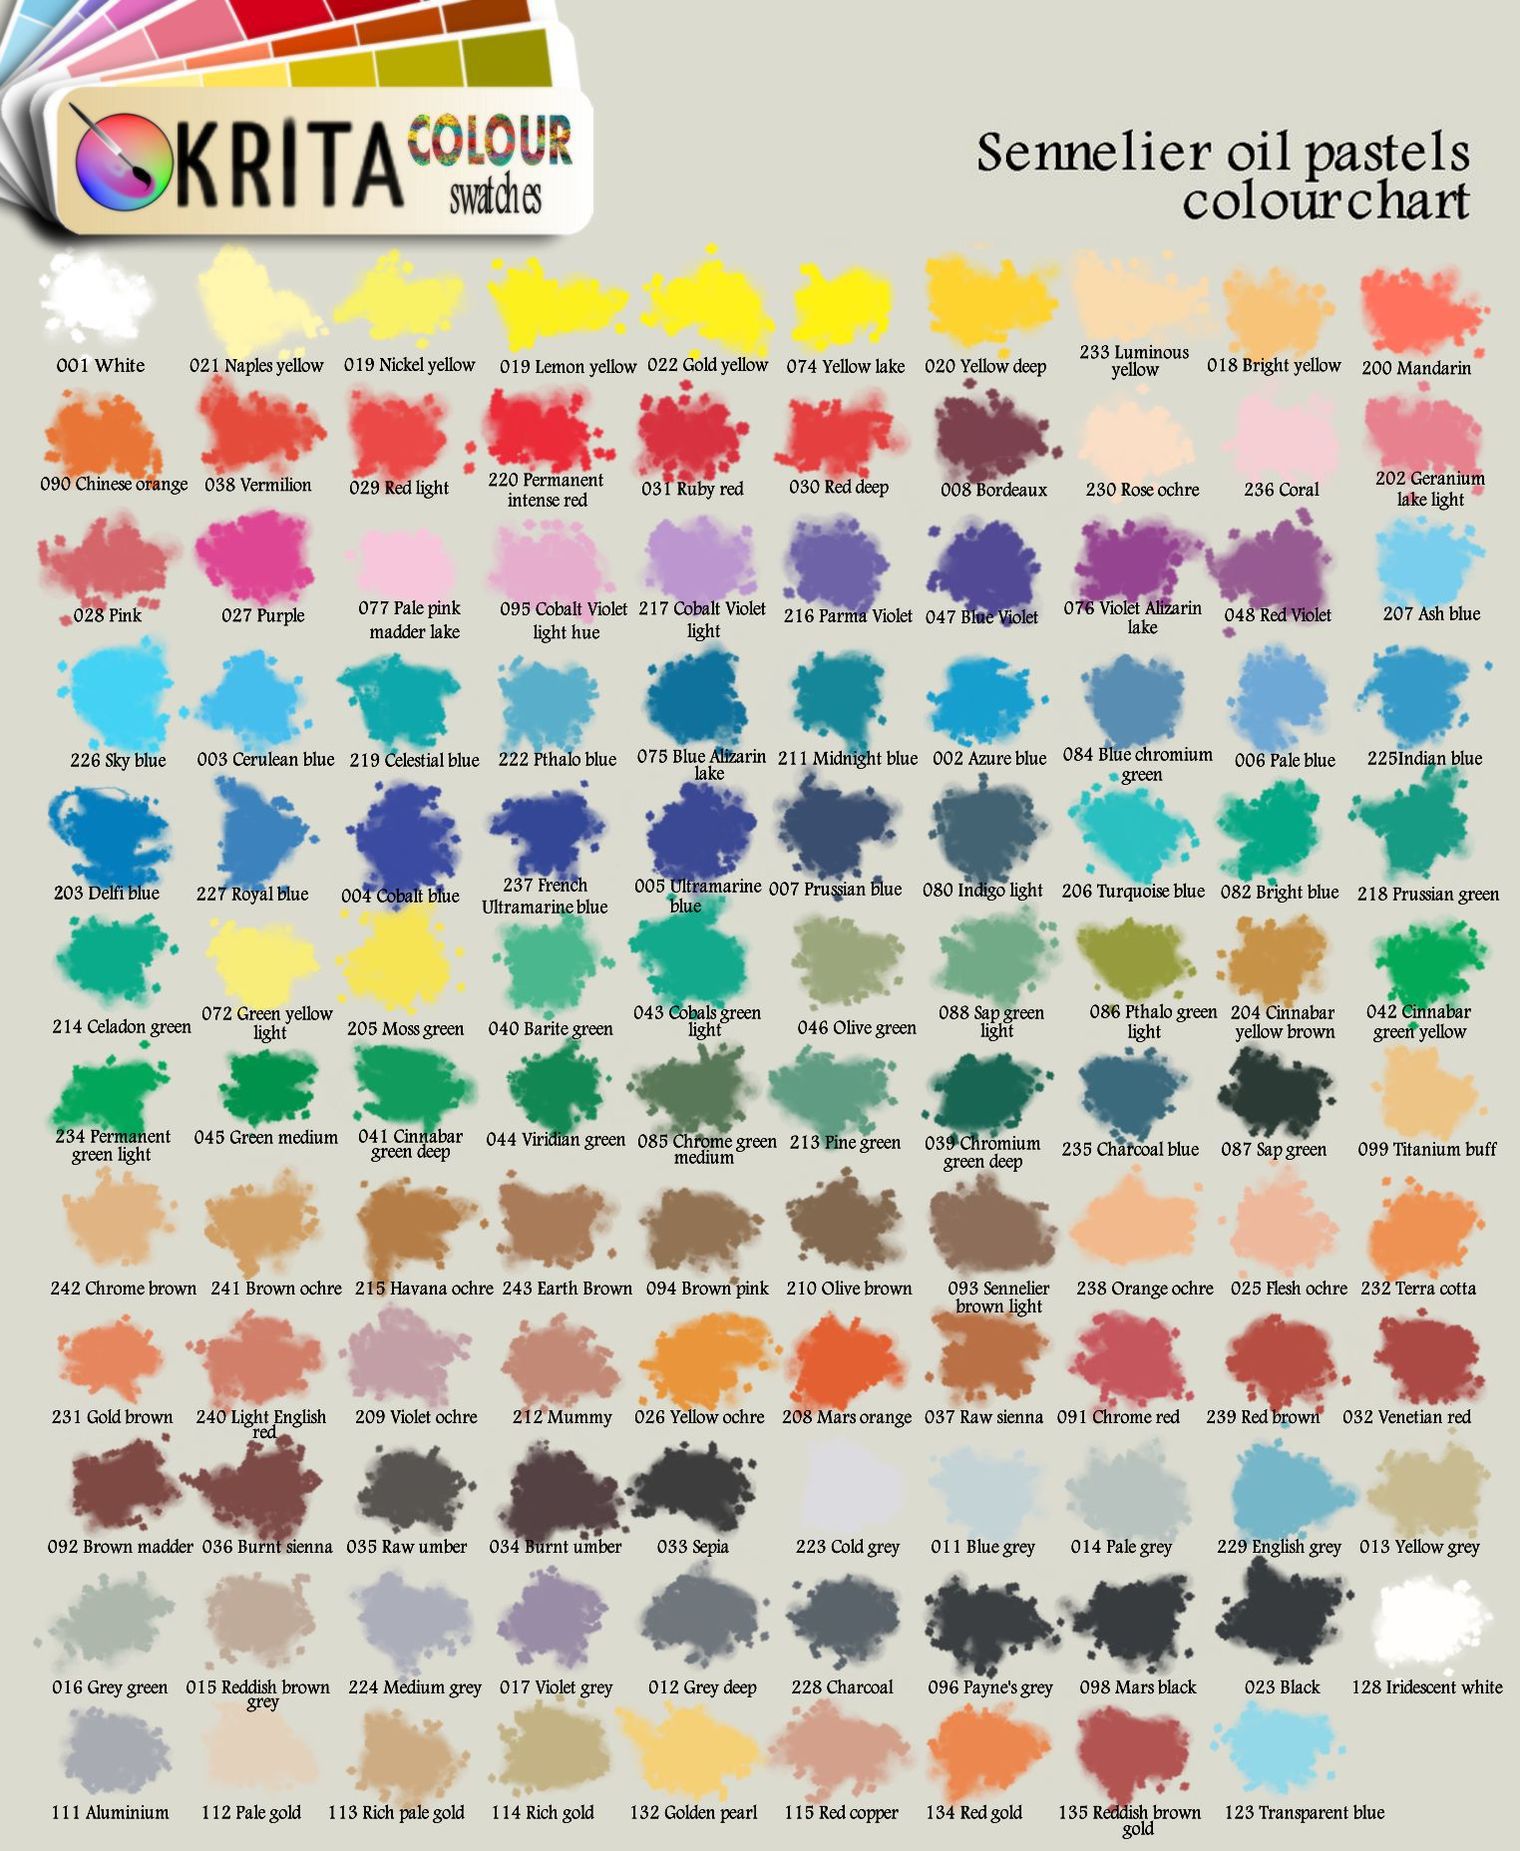 KRITA COLOUR
swatches
Sennelier oil pastels
colour chart
001 White
021 Naples yellow
019 Nickel yellow
019 Lemon yellow
022 Gold yellow
074 Yellow lake
020 Yellow deep
233 Luminous
yellow
018 Bright yellow
200 Mandarin
090 Chinese orange
038 Vermilion
029 Red light
220 Permanent
intense red
031 Ruby red
030 Red deep
008 Bordeaux
230 Rose ochre
236 Coral
202 Geranium
lake light
028 Pink
027 Purple
077 Pale pink
madder lake
095 Cobalt Violet
light hue
217 Cobalt Violet
light
216 Parma Violet
047 Blue Violet
076 Violet Alizarin
lake
048 Red Violet
207 Ash blue
226 Sky blue
003 Cerulean blue
219 Celestial blue
222 Pthalo blue
075 Blue Alizarin
lake
211 Midnight blue
002 Azure blue
084 Blue chromium
green
006 Pale blue
225Indian blue
203 Delfi blue
227 Royal blue
004 Cobalt blue
237 French
Ultramarine blue
005 Ultramarine
blue
007 Prussian blue
080 Indigo light
206 Turquoise blue
082 Bright blue
218 Prussian green
214 Celadon green
072 Green yellow
light
205 Moss green
040 Barite green
043 Cobals green
light
046 Olive green
088 Sap green
light
086 Pthalo green
light
204 Cinnabar
yellow brown
042 Cinnabar
green yellow
234 Permanent
green light
045 Green medium
041 Cinnabar
green deep
044 Viridian green
085 Chrome green
medium
213 Pine green
039 Chromium
green deep
235 Charcoal blue
087 Sap green
099 Titanium buff
242 Chrome brown
241 Brown ochre
215 Havana ochre
243 Earth Brown
094 Brown pink
210 Olive brown
093 Sennelier
brown light
238 Orange ochre
025 Flesh ochre
232 Terra cotta
231 Gold brown
240 Light English
red
209 Violet ochre
212 Mummy
026 Yellow ochre
208 Mars orange
037 Raw sienna
091 Chrome red
239 Red brown
032 Venetian red
092 Brown madder
036 Burnt sienna
035 Raw umber
034 Burnt umber
033 Sepia
223 Cold grey
011 Blue grey
014 Pale grey
229 English grey
013 Yellow grey
016 Grey green
015 Reddish brown
grey
224 Medium grey
017 Violet grey
012 Grey deep
228 Charcoal
096 Payne's grey
098 Mars black
023 Black
128 Iridescent white
111 Aluminium
112 Pale gold
113 Rich pale gold
114 Rich gold
132 Golden pearl
115 Red copper
134 Red gold
135 Reddish brown
gold
123 Transparent blue